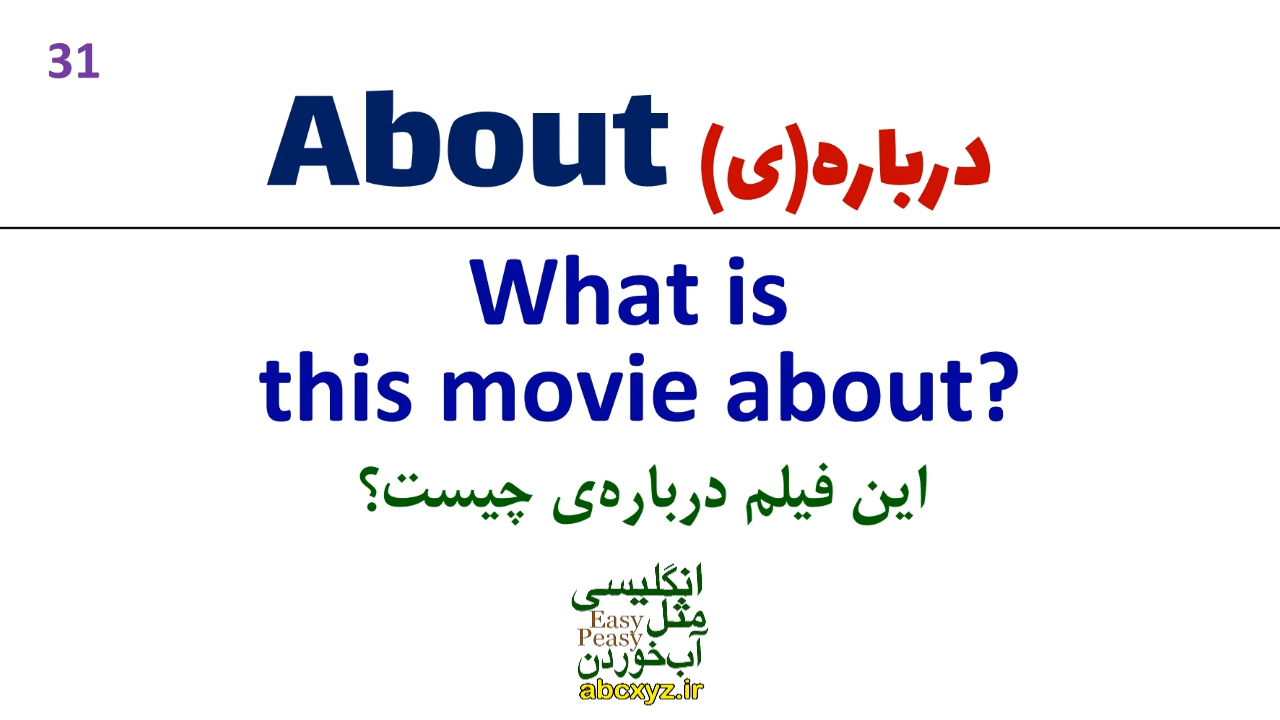 31
About درباره(ی)
What is
this movie about?
این فیلم درباره‌ی چیست؟
انگلیسی
مثل Easy
Peasy
آب‌خوردن
abcxyz.ir